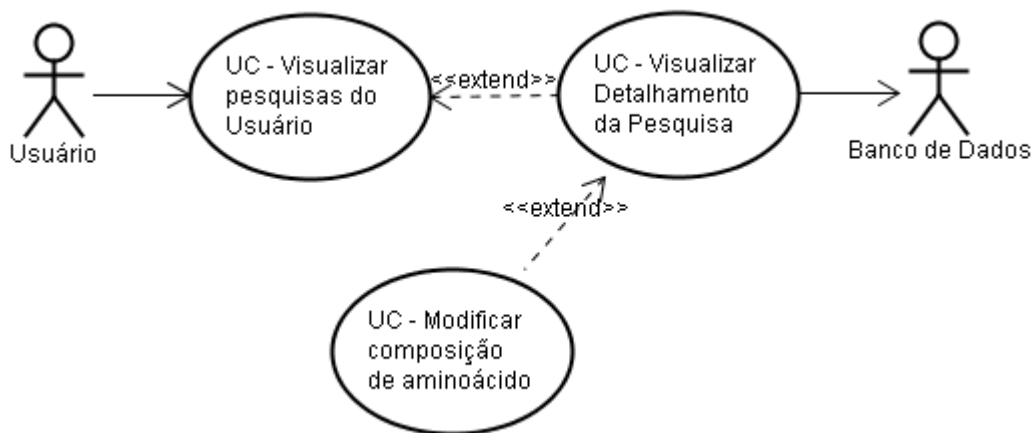 UC - Visualizar
pesquisas do
Usuário
<<extend>>
UC - Visualizar
Detalhamento
da Pesquisa
Usuário
Banco de Dados
<<extend>>
UC - Modificar
composição
de aminoácido